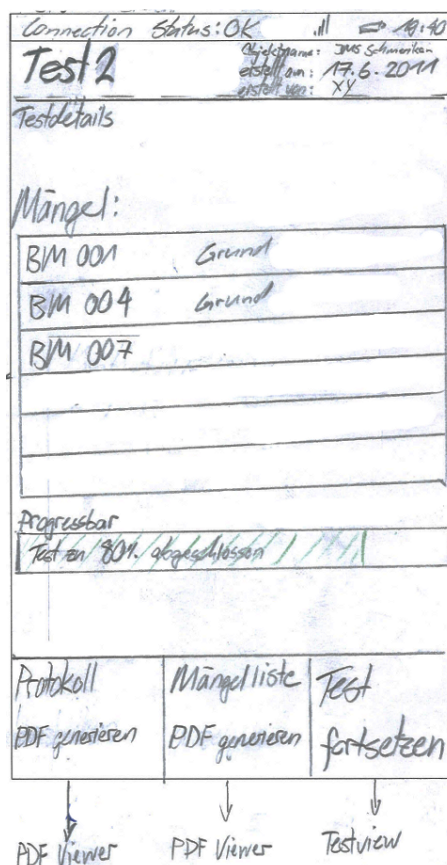 Connection Status: OK 19:40
Test 2
Objektname: BMS Schmerikon
erstellt am: 17.6.2011
erstellt von: XY
Testdetails
Mängel:
BM 001 Grund
BM 004 Grund
BM 007
Progressbar
Test zu 80% abgeschlossen
Protokoll
PDF generieren
Mängelliste
PDF generieren
Test
fortsetzen
PDF Viewer PDF Viewer Testview